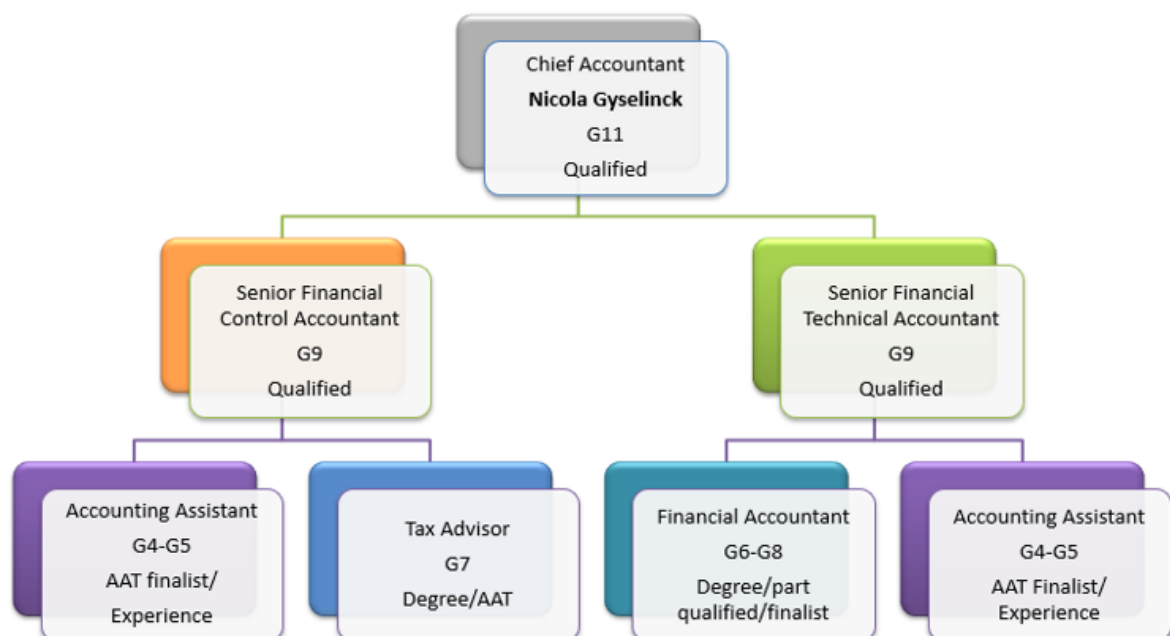 Chief Accountant
Nicola Gyselinck
G11
Qualified
Senior Financial
Control Accountant
G9
Qualified
Senior Financial
Technical Accountant
G9
Qualified
Accounting Assistant
G4-G5
AAT finalist/
Experience
Tax Advisor
G7
Degree/AAT
Financial Accountant
G6-G8
Degree/part
qualified/finalist
Accounting Assistant
G4-G5
AAT Finalist/
Experience